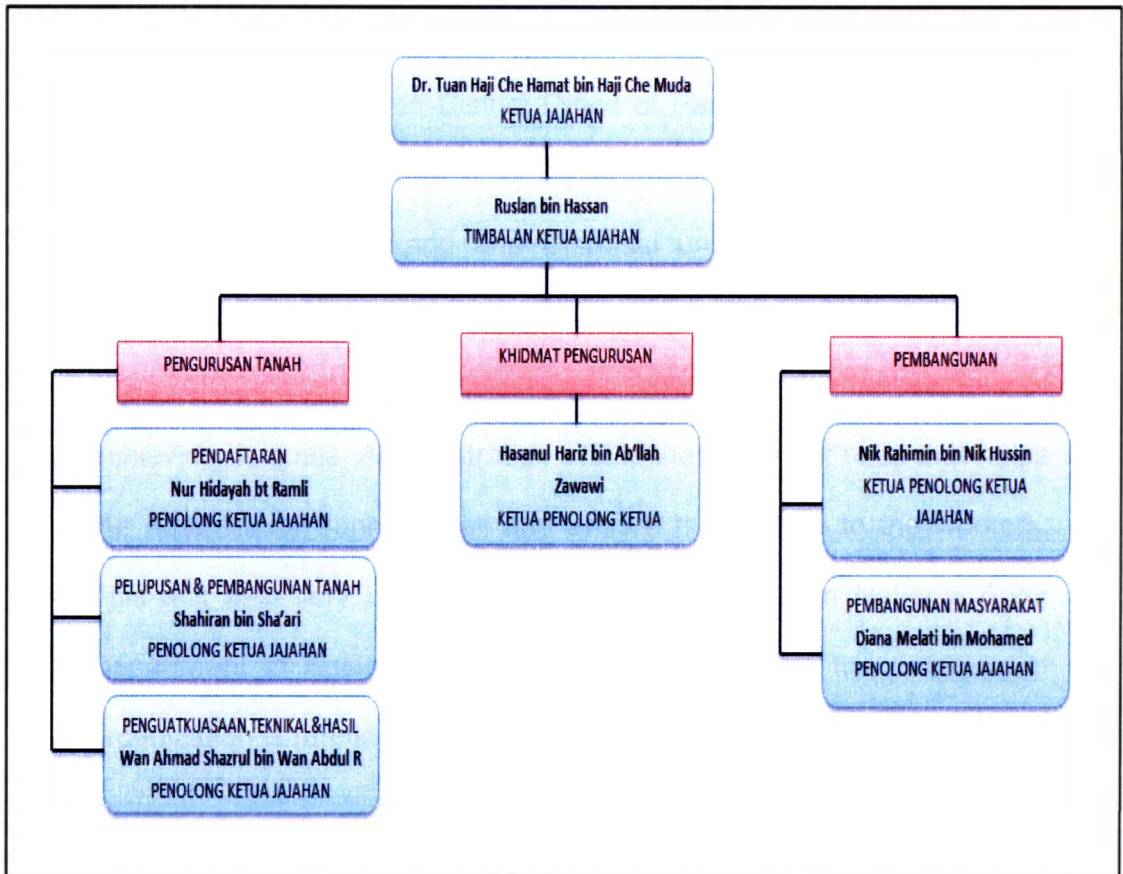 Dr. Tuan Haji Che Hamat bin Haji Che Muda
KETUA JAJAHAN
Ruslan bin Hassan
TIMBALAN KETUA JAJAHAN
PENGURUSAN TANAH
PENDAFTARAN
Nur Hidayah bt Ramli
PENOLONG KETUA JAJAHAN
PELUPUSAN & PEMBANGUNAN TANAH
Shahiran bin Sha'ari
PENOLONG KETUA JAJAHAN
PENGUATKUASAAN,TEKNIKAL&HASIL
Wan Ahmad Shazrul bin Wan Abdul R
PENOLONG KETUA JAJAHAN
KHIDMAT PENGURUSAN
Hasanul Hariz bin Ab'llah
Zawawi
KETUA PENOLONG KETUA
PEMBANGUNAN
Nik Rahimin bin Nik Hussin
KETUA PENOLONG KETUA
JAJAHAN
PEMBANGUNAN MASYARAKAT
Diana Melati bin Mohamed
PENOLONG KETUA JAJAHAN